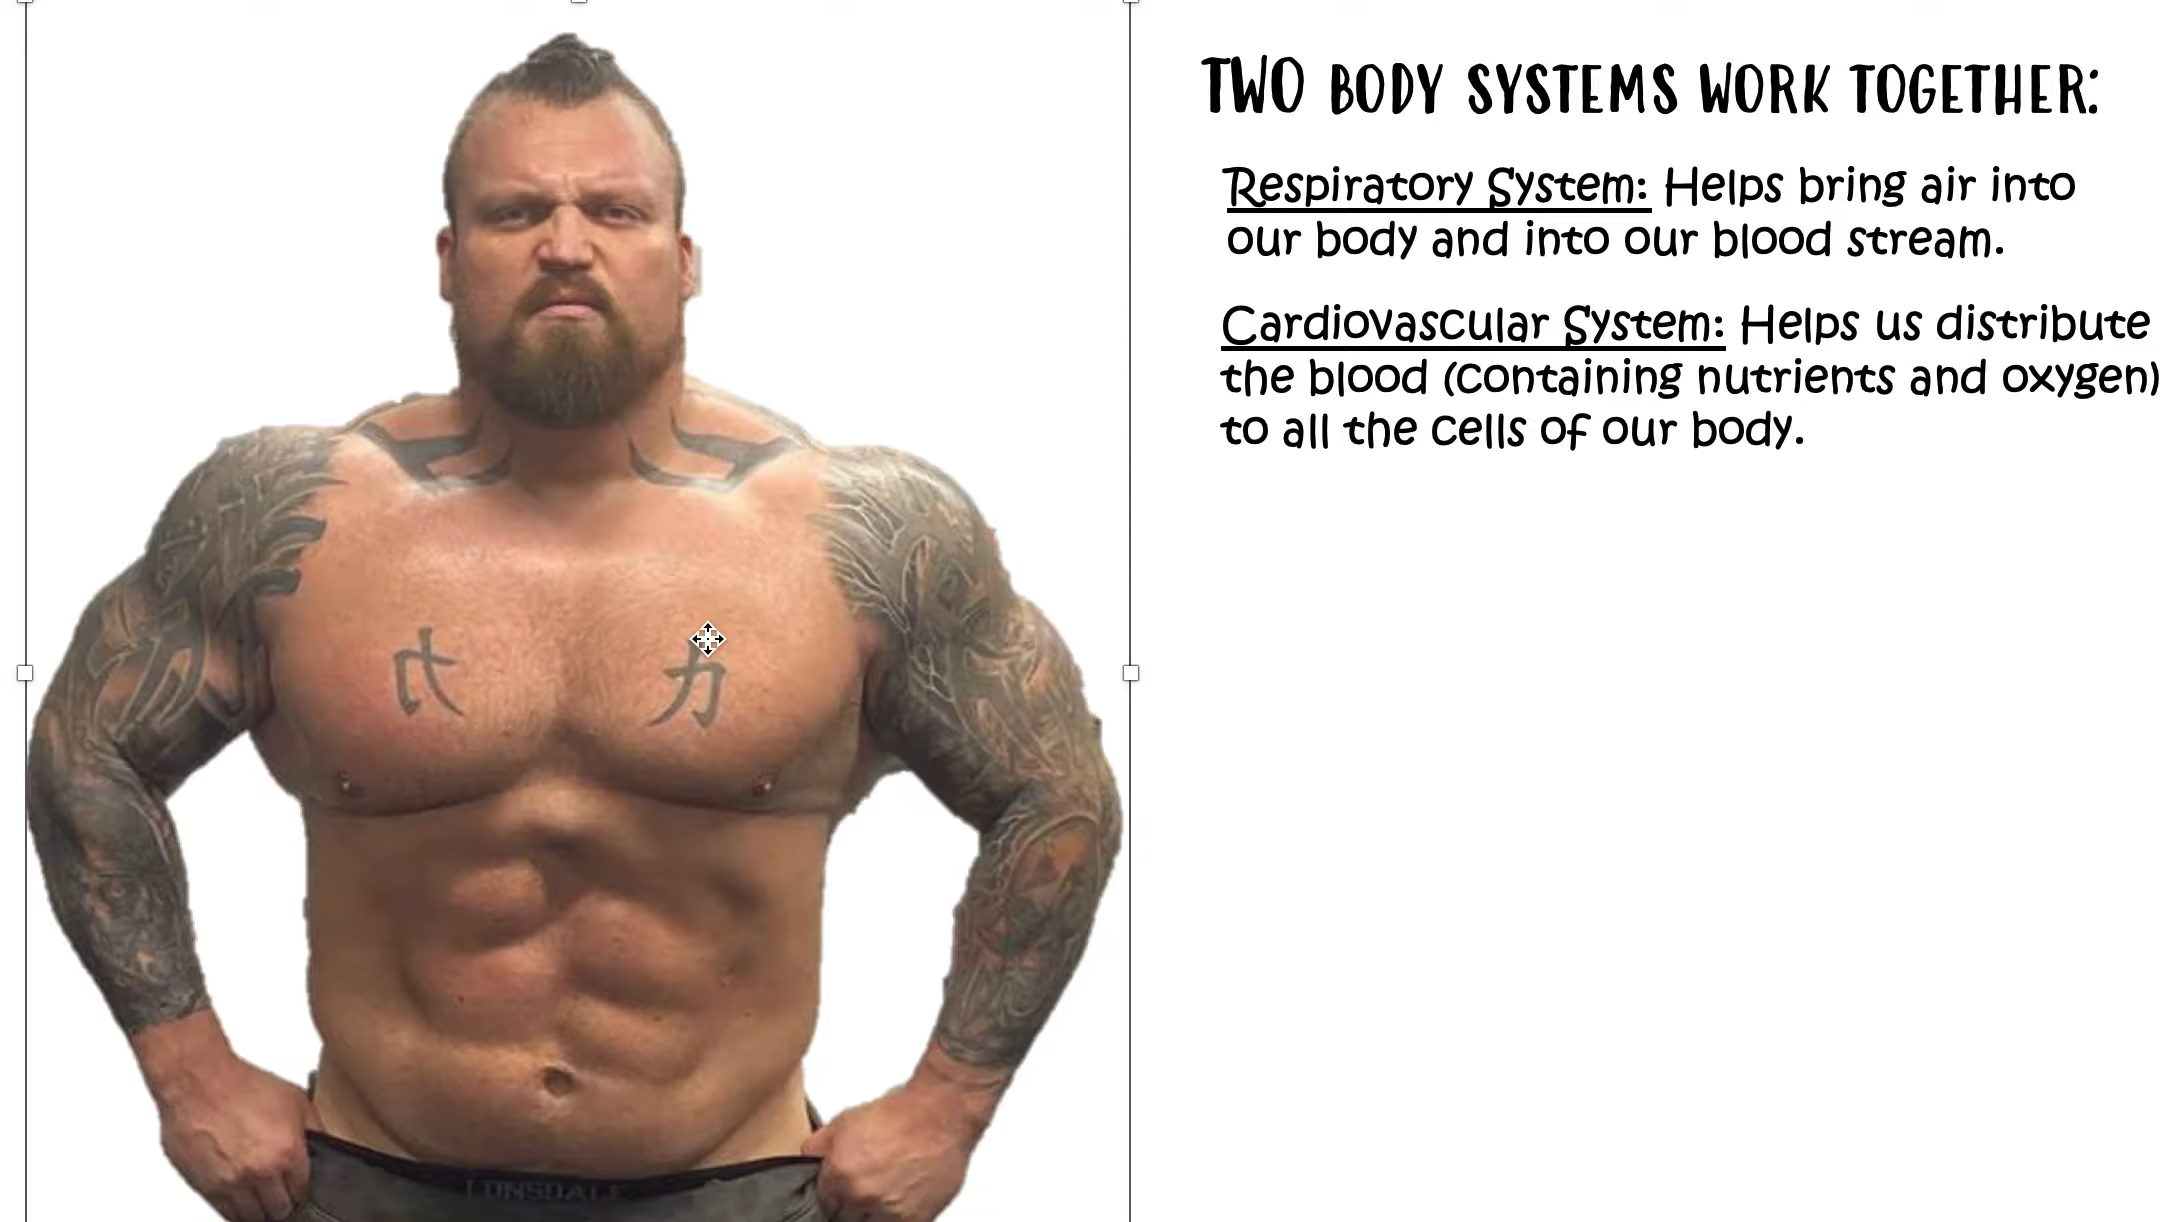 TWO BODY SYSTEMS WORK TOGETHER:
Respiratory System: Helps bring air into
our body and into our blood stream.
Cardiovascular System: Helps us distribute
the blood (containing nutrients and oxygen)
to all the cells of our body.
力
LONSDALE